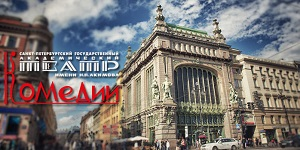 САНКТ-ПЕТЕРБУРГСКИЙ ГОСУДАРСТВЕННЫЙ
АКАДЕМИЧЕСКИЙ
ТЕАТР
ИМЕНИ Н.П.АКИМОВА
КОМЕДИИ